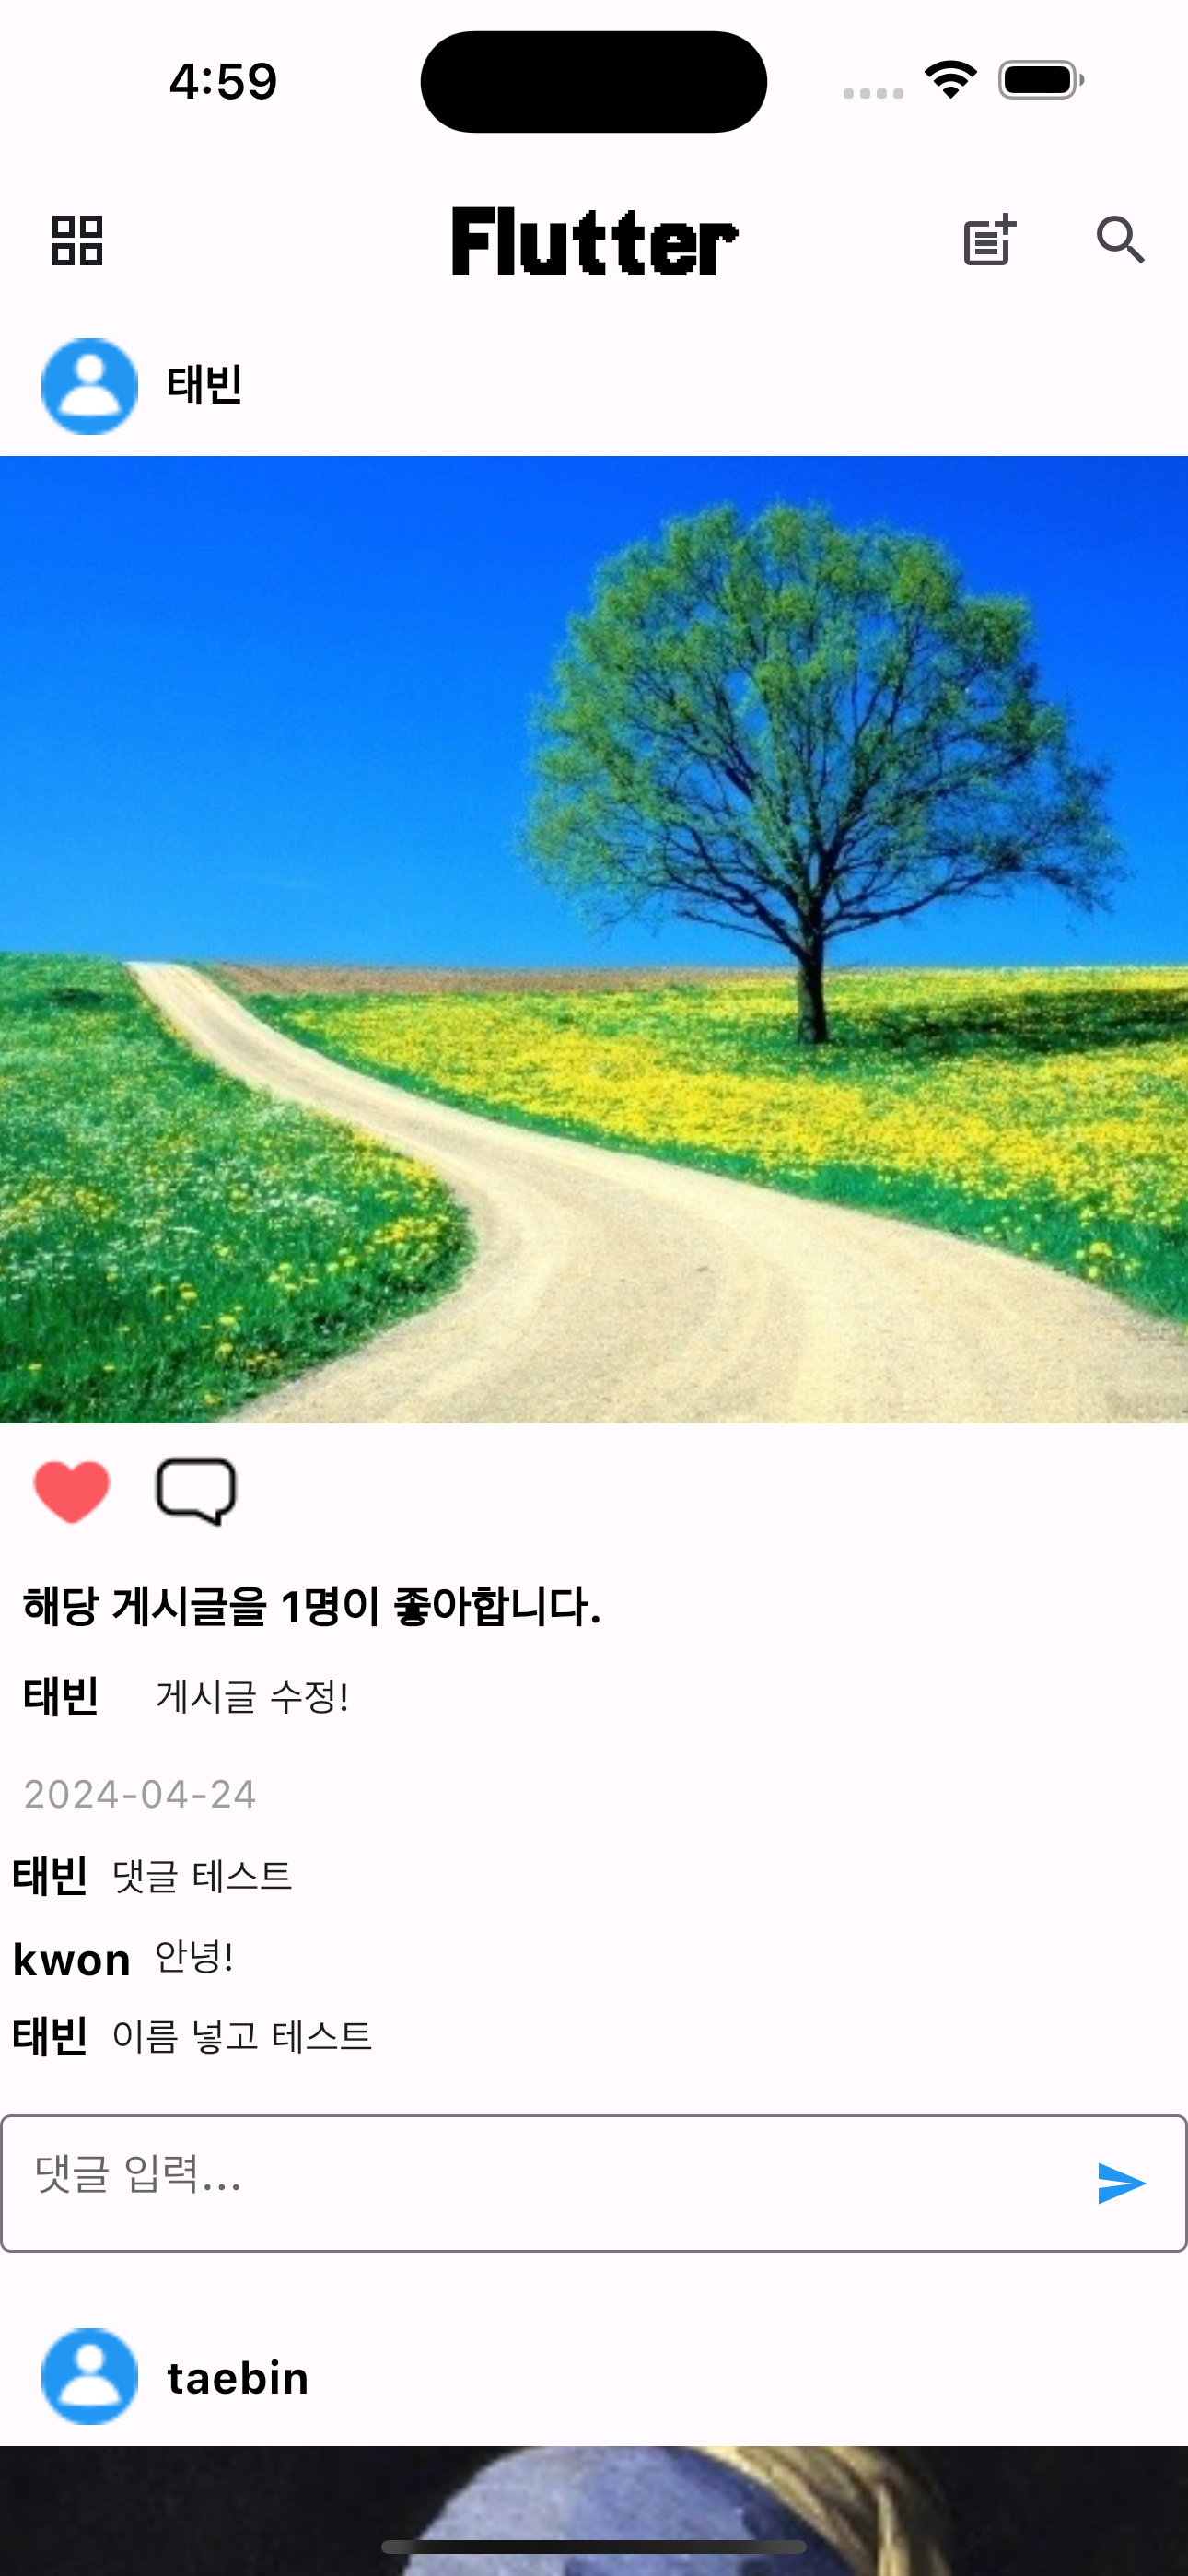 4:59
Flutter
태빈
해당 게시글을 1명이 좋아합니다.
태빈 게시글 수정!
2024-04-24
태빈 댓글 테스트
kwon 안녕!
태빈 이름 넣고 테스트
댓글 입력...
taebin